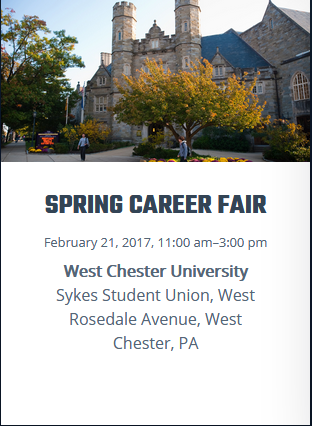 SPRING CAREER FAIR
February 21, 2017, 11:00 am–3:00 pm
West Chester University
Sykes Student Union, West
Rosedale Avenue, West
Chester, PA